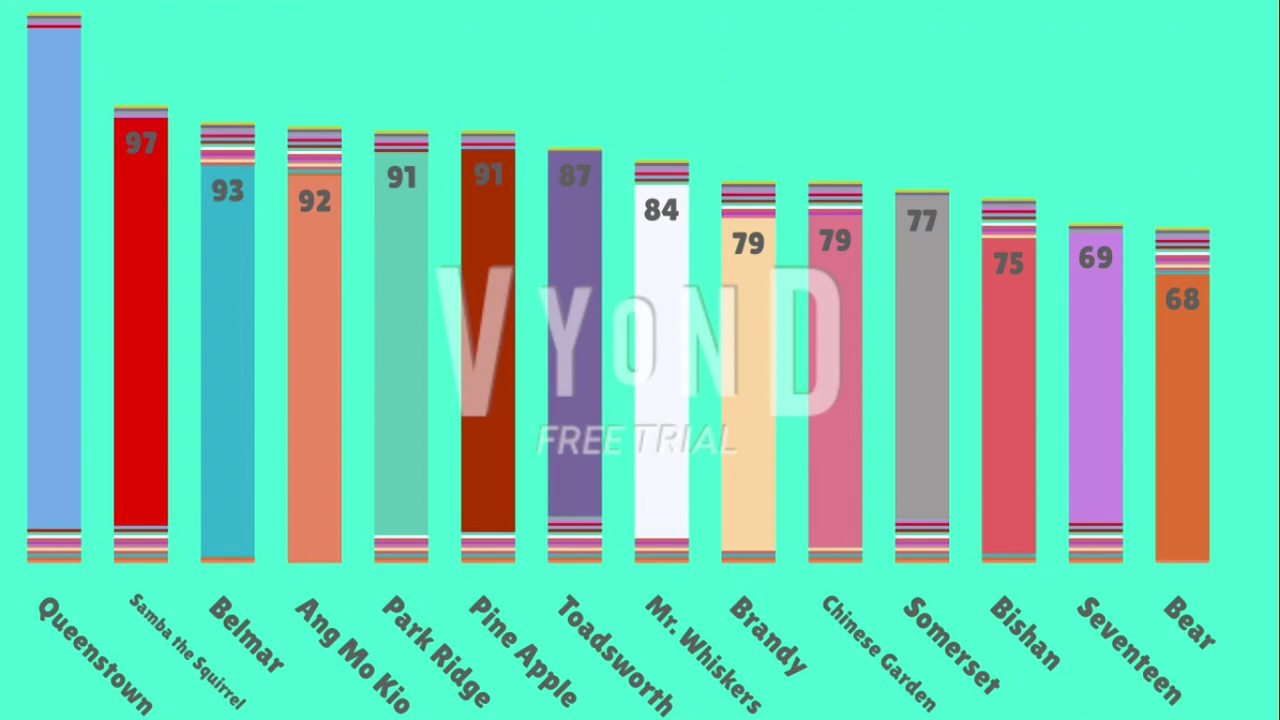 97
93
92
91
91
87
84
79
79
77
75
69
68
VYOND
FREE TRIAL
Queenstown
Samba the Squirrel
Belmar
Ang Mo Kio
Park Ridge
Pine Apple
Toadsworth
Mr. Whiskers
Brandy
Chinese Garden
Somerset
Bishan
Seventeen
Bear